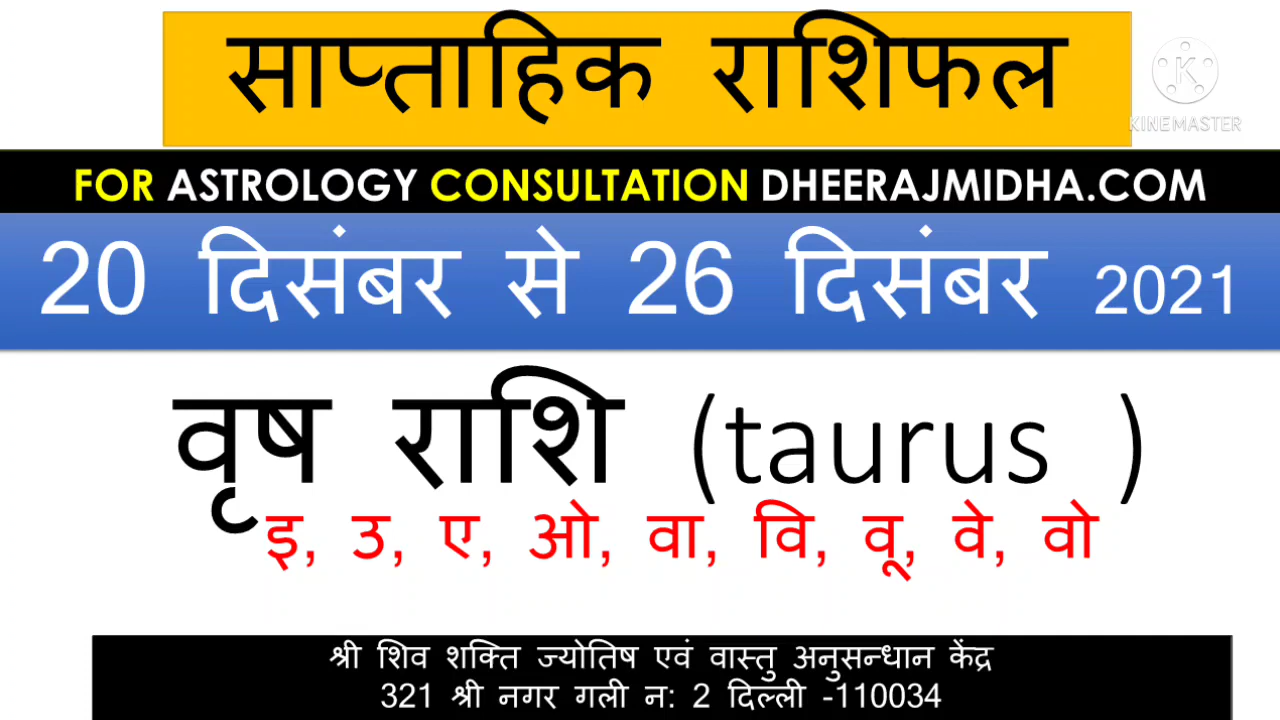 साप्ताहिक राशिफल
KINEMASTER
FOR ASTROLOGY CONSULTATION DHEERAJMIDHA.COM
20 दिसंबर से 26 दिसंबर 2021
वृष राशि (taurus )
इ, उ, ए, ओ, वा, वि, वू, वे, वो
श्री शिव शक्ति ज्योतिष एवं वास्तु अनुसन्धान केंद्र
321 श्री नगर गली न: 2 दिल्ली -110034